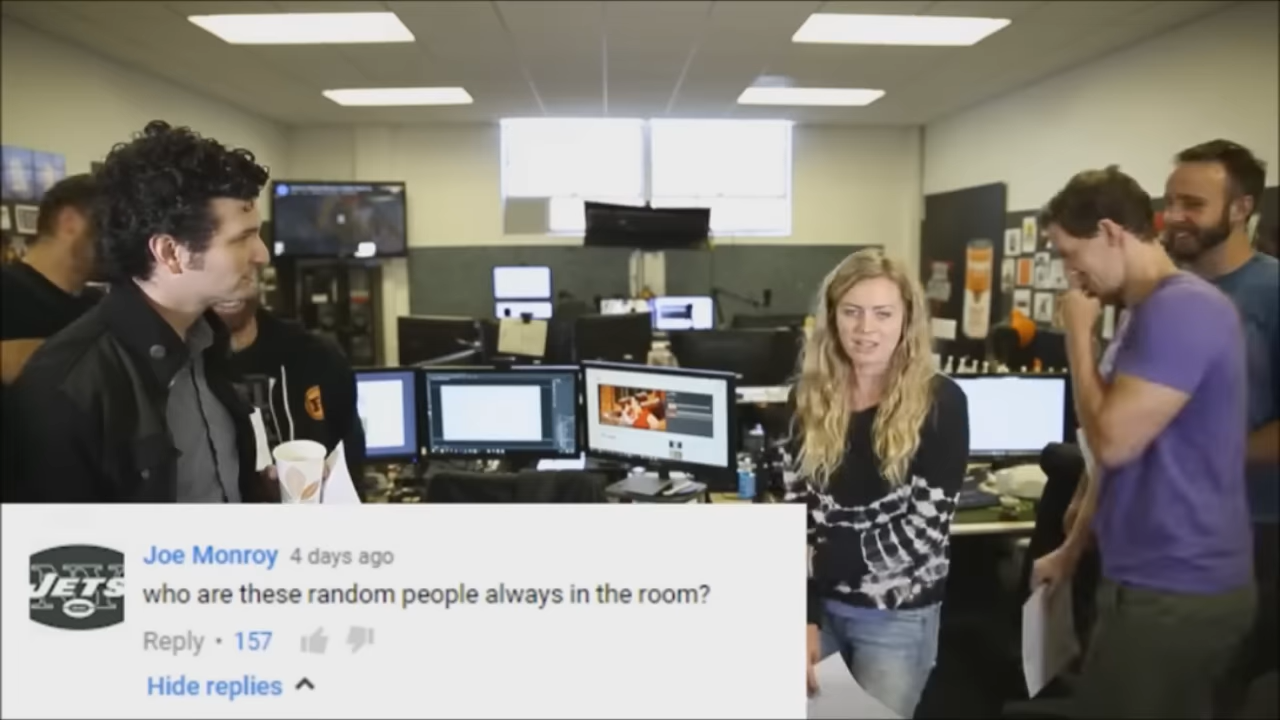 JETS
Joe Monroy 4 days ago
who are these random people always in the room?
Reply • 157
Hide replies